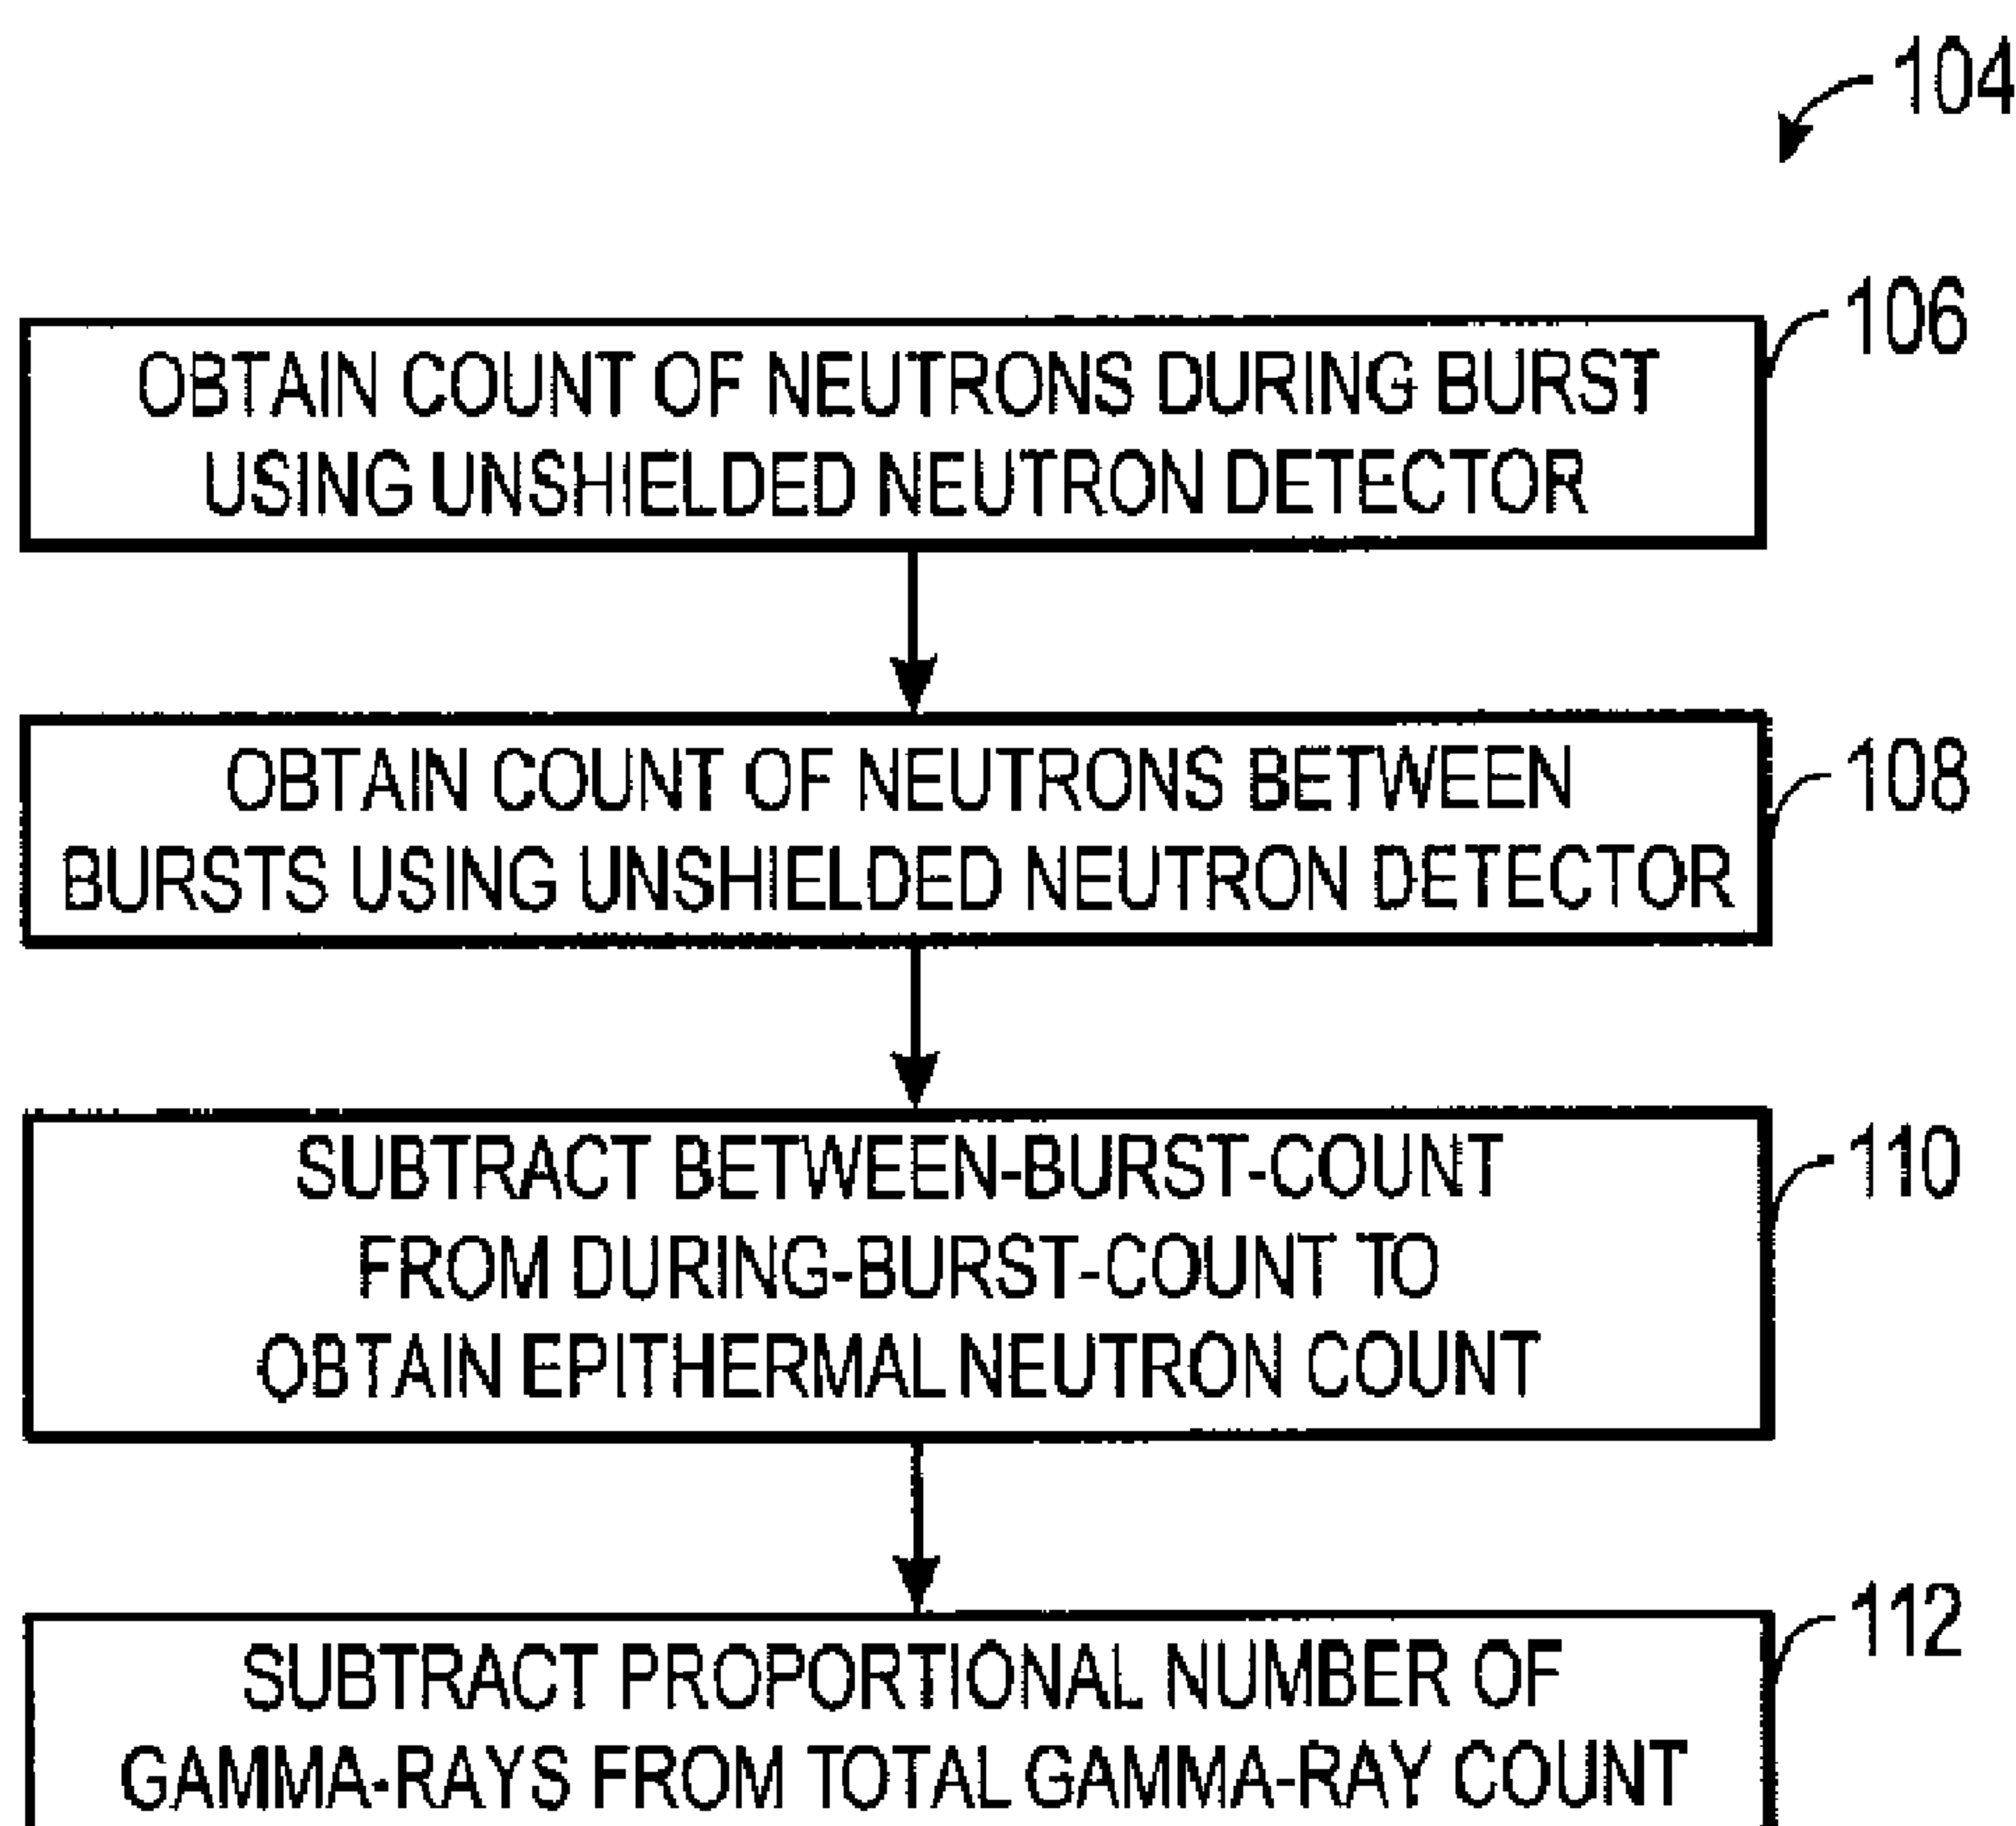 104
106
OBTAIN COUNT OF NEUTRONS DURING BURST
USING UNSHIELDED NEUTRON DETECTOR
108
OBTAIN COUNT OF NEUTRONS BETWEEN
BURSTS USING UNSHIELDED NEUTRON DETECTOR
110
SUBTRACT BETWEEN-BURST-COUNT
FROM DURING-BURST-COUNT TO
OBTAIN EPITHERMAL NEUTRON COUNT
112
SUBTRACT PROPORTIONAL NUMBER OF
GAMMA-RAYS FROM TOTAL GAMMA-RAY COUNT